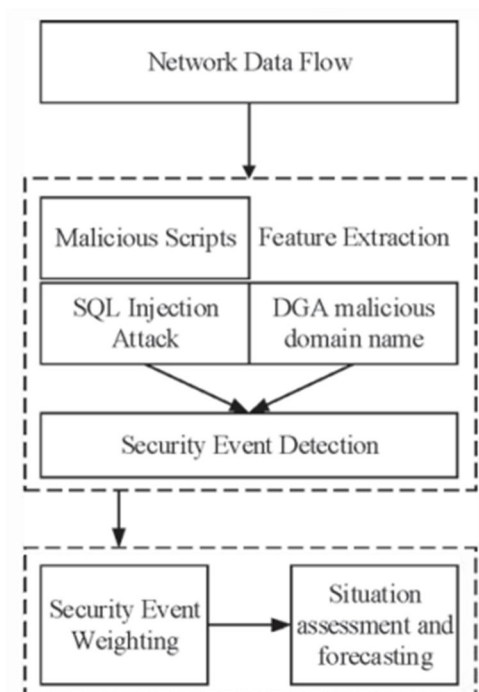 Network Data Flow
Malicious Scripts
Feature Extraction
SQL Injection
Attack
DGA malicious
domain name
Security Event Detection
Security Event
Weighting
Situation
assessment and
forecasting